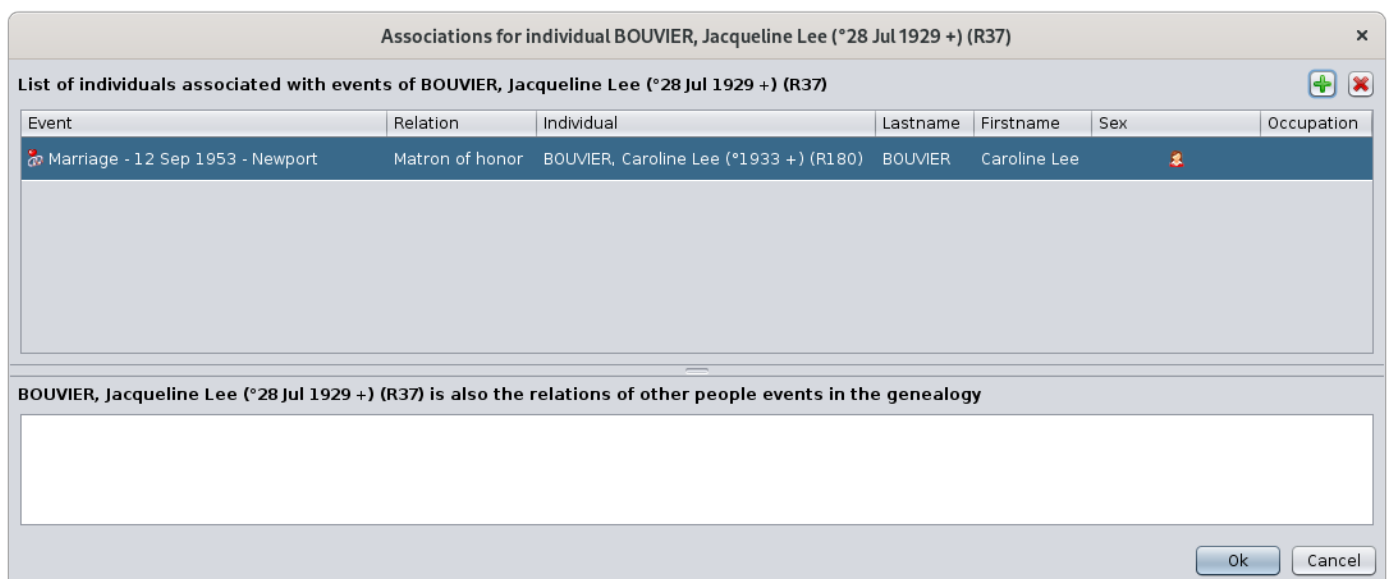 Associations for individual BOUVIER, Jacqueline Lee (°28 Jul 1929 +) (R37)
List of individuals associated with events of BOUVIER, Jacqueline Lee (°28 Jul 1929 +) (R37)
Event Relation Individual Lastname Firstname Sex Occupation
Marriage - 12 Sep 1953 - Newport Matron of honor BOUVIER, Caroline Lee (°1933 +) (R180) BOUVIER Caroline Lee
BOUVIER, Jacqueline Lee (°28 Jul 1929 +) (R37) is also the relations of other people events in the genealogy
Ok Cancel